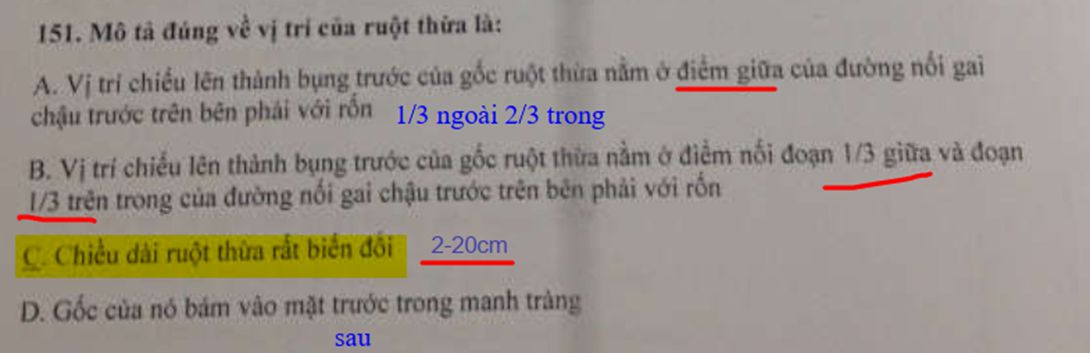 151. Mô tả đúng về vị trí của ruột thừa là:
A. Vị trí chiếu lên thành bụng trước của gốc ruột thừa nằm ở điểm giữa của đường nối gai
chậu trước trên bên phải với rốn 1/3 ngoài 2/3 trong
B. Vị trí chiếu lên thành bụng trước của gốc ruột thừa nằm ở điểm nối đoạn 1/3 giữa và đoạn
1/3 trên trong của đường nối gai chậu trước trên bên phải với rốn
C. Chiều dài ruột thừa rất biến đổi 2-20cm
D. Gốc của nó bám vào mặt trước trong manh tràng
sau